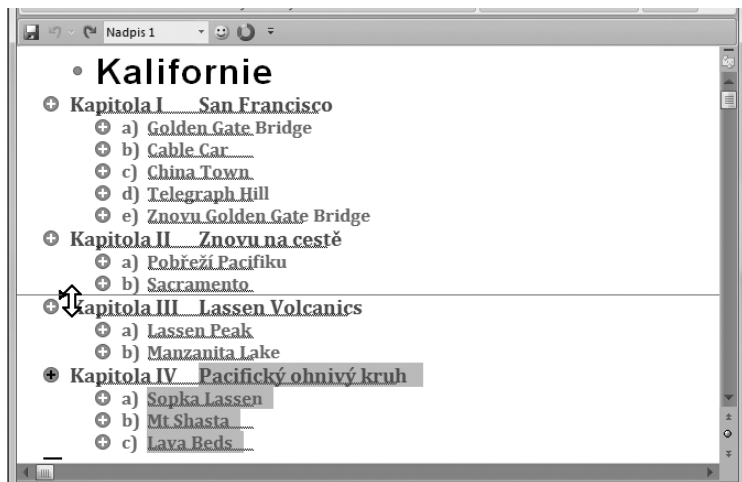 Nadpis 1
Kalifornie
Kapitola I San Francisco
a) Golden Gate Bridge
b) Cable Car
c) China Town
d) Telegraph Hill
e) Znovu Golden Gate Bridge
Kapitola II Znovu na cestě
a) Pobřeží Pacifiku
b) Sacramento
Kapitola III Lassen Volcanics
a) Lassen Peak
b) Manzanita Lake
Kapitola IV Pacifický ohnivý kruh
a) Sopka Lassen
b) Mt Shasta
c) Lava Beds